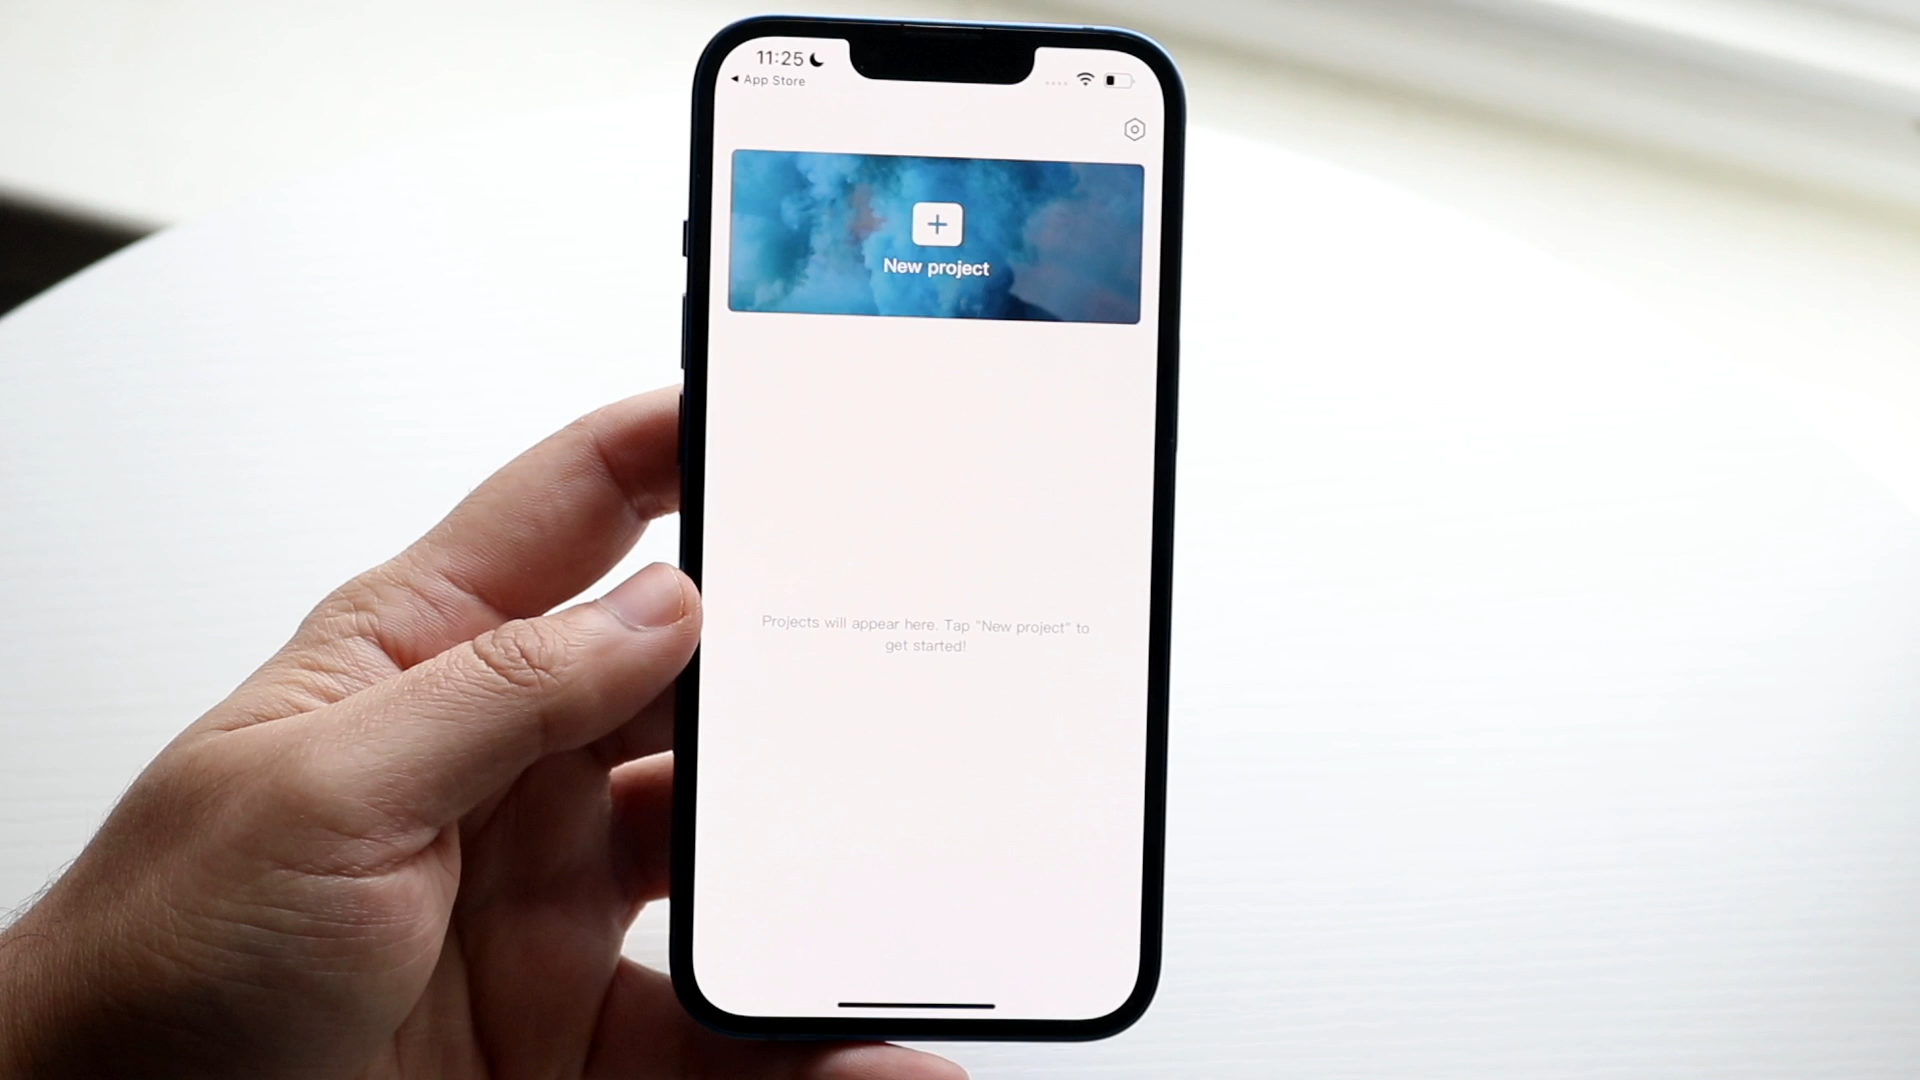 11:25
App Store
New project
Projects will appear here. Tap "New project" to
get started!